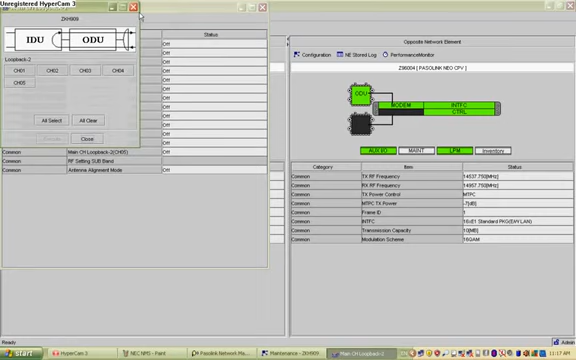 Unregistered HyperCam 3
ZKH909
IDU
ODU
Loopback-2
CH01 CH02 CH03 CH04
CH05
All Select All Clear
Close
Status
Off
Off
Off
Off
Off
Off
Off
Off
Off
Off
Off
Off
Off
Common Main CH Loopback-2(CH05) Off
Common RF Setting SUB Band
Common Antenna Alignment Mode Off
Opposite Network Element
Configuration NE Stored Log PerformanceMonitor
Z96004 [ PASOLINK NEO CPV ]
ODU
MODEM INTFC
CTRL
AUX I/O MAINT LPM Inventory
Category Item Status
Common TX RF Frequency 14537.750[MHz]
Common RX RF Frequency 14957.750[MHz]
Common TX Power Control MTPC
Common MTPC TX Power -7[dB]
Common Frame ID 1
Common INTFC 16xE1 Standard PKG(ENY LAN)
Common Transmission Capacity 10[MB]
Common Modulation Scheme 16QAM
Ready
Admin
start
HyperCam 3
NEC NMS - Paint
Pasolink Network Ma...
Maintenance - ZKH909
Main CH Loopback-2
11:17 AM